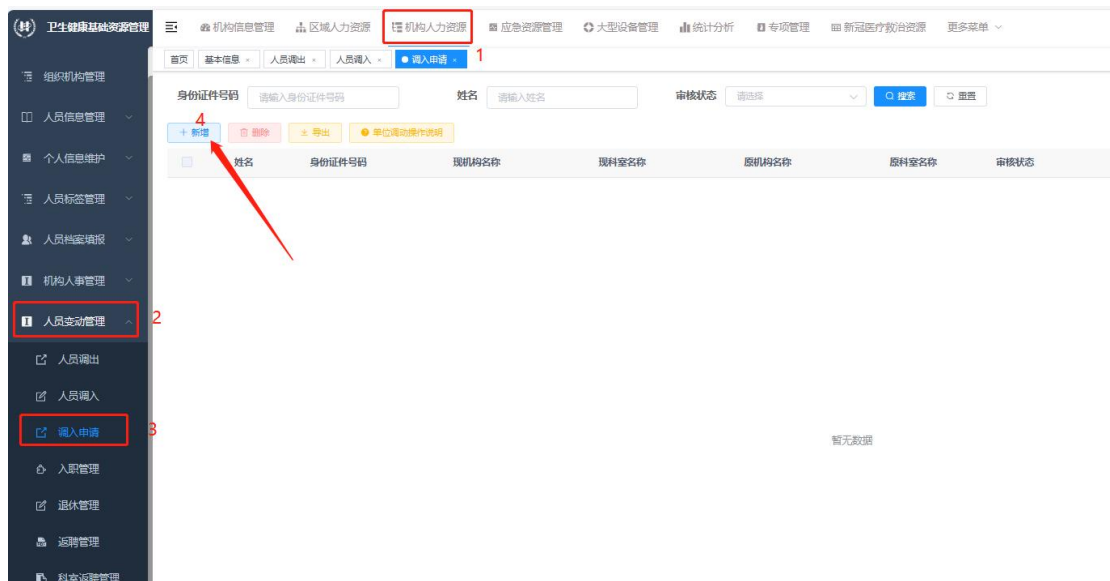 卫生健康基础资源管理
机构信息管理 区域人力资源 机构人力资源 应急资源管理 大型设备管理 统计分析 专项管理 新冠医疗救治资源 更多菜单
首页 基本信息 × 人员调出 × 人员调入 × 调入申请 × 1
组织机构管理
人员信息管理
个人信息维护
人员标签管理
人员档案填报
机构人事管理
人员变动管理 2
人员调出
人员调入
调入申请 3
入职管理
退休管理
返聘管理
科室返聘管理
身份证件号码 请输入身份证件号码 姓名 请输入姓名 审核状态 请选择 搜索 重置
4
+ 新增 删除 导出 单位调动操作说明
姓名 身份证件号码 现机构名称 现科室名称 原机构名称 原科室名称 审核状态
暂无数据